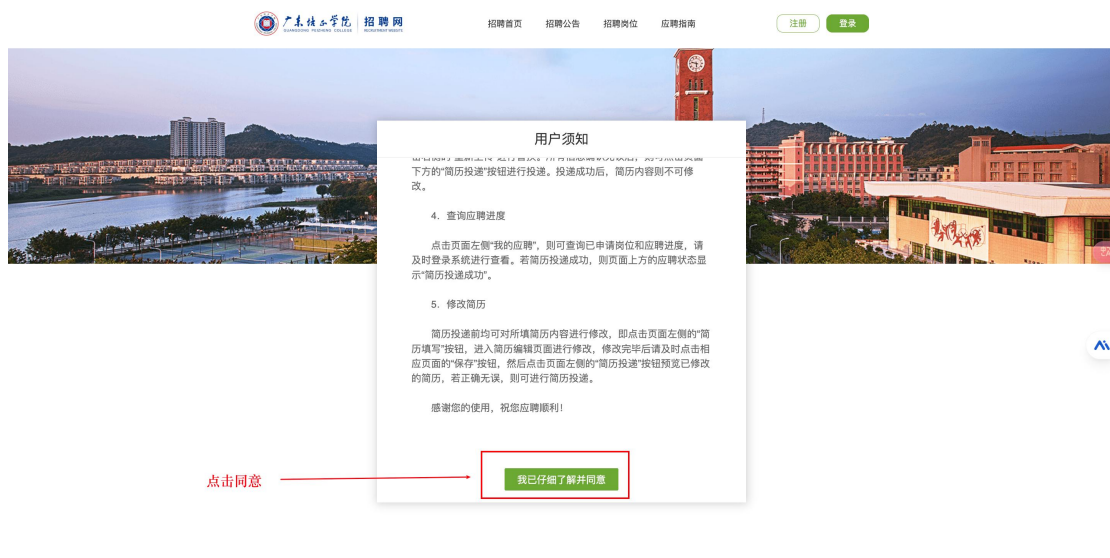 广东培正学院 招聘网
GUANGDONG PEIZHENG COLLEGE RECRUITMENT WEBSITE
招聘首页 招聘公告 招聘岗位 应聘指南 注册 登录
用户须知
下方的“简历投递”按钮进行投递。投递成功后，简历内容则不可修
改。
4. 查询应聘进度
点击页面左侧“我的应聘”，则可查询已申请岗位和应聘进度，请
及时登录系统进行查看。若简历投递成功，则页面上方的应聘状态显
示“简历投递成功”。
5. 修改简历
简历投递前均可对所填简历内容进行修改，即点击页面左侧的“简
历填写”按钮，进入简历编辑页面进行修改，修改完毕后请及时点击相
应页面的“保存”按钮，然后点击页面左侧的“简历投递”按钮预览已修改
的简历，若正确无误，则可进行简历投递。
感谢您的使用，祝您应聘顺利！
点击同意
我已仔细了解并同意